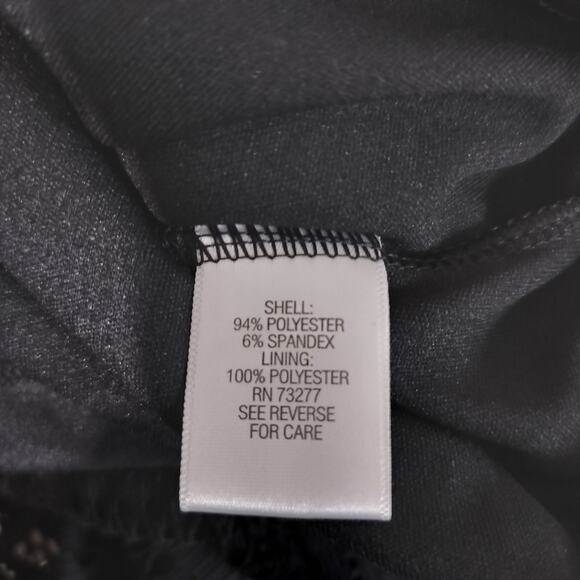 SHELL:
94% POLYESTER
6% SPANDEX
LINING:
100% POLYESTER
RN 73277
SEE REVERSE
FOR CARE